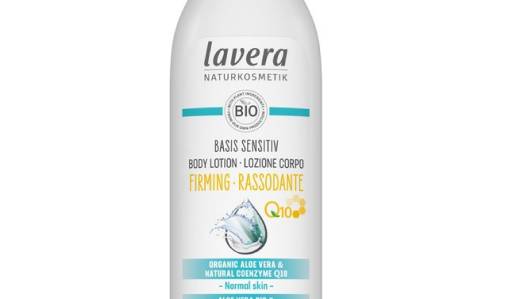 lavera
NATURKOSMETIK
BIO
BASIS SENSITIV
BODY LOTION · LOZIONE CORPO
FIRMING · RASSODANTE
Q10
ORGANIC ALOE VERA &
NATURAL COENZYME Q10
– Normal skin –